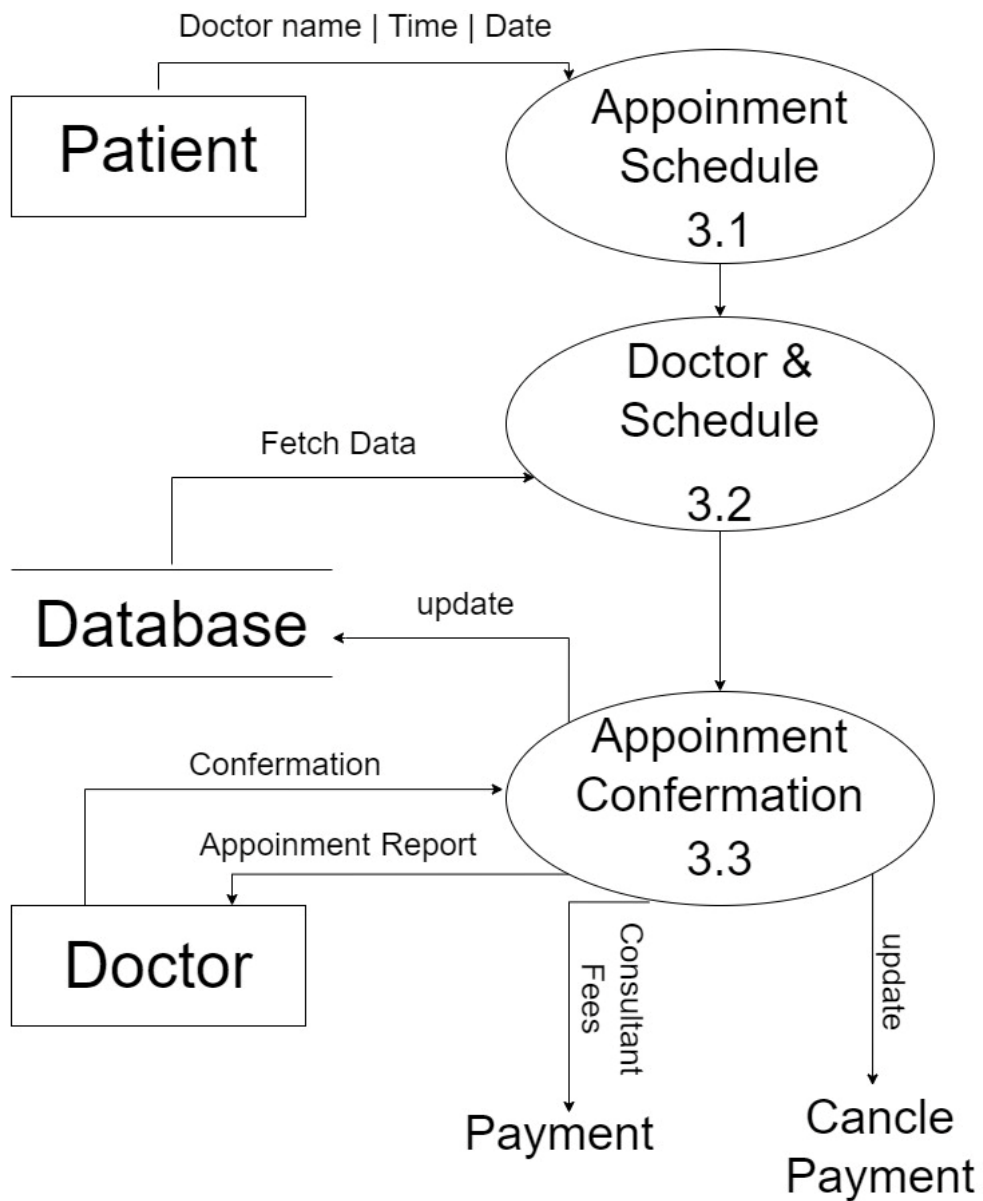 Doctor name | Time | Date
Patient
Appoinment
Schedule
3.1
Doctor &
Schedule
3.2
Fetch Data
Database
update
Appoinment
Confermation
3.3
Confermation
Appoinment Report
Doctor
Consultant
Fees
update
Payment
Cancle
Payment